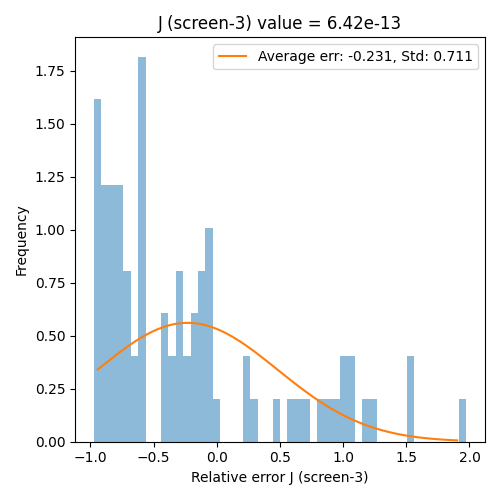 J (screen-3) value = 6.42e-13
Average err: -0.231, Std: 0.711
Frequency
1.75
1.50
1.25
1.00
0.75
0.50
0.25
0.00
−1.0 −0.5 0.0 0.5 1.0 1.5 2.0
Relative error J (screen-3)